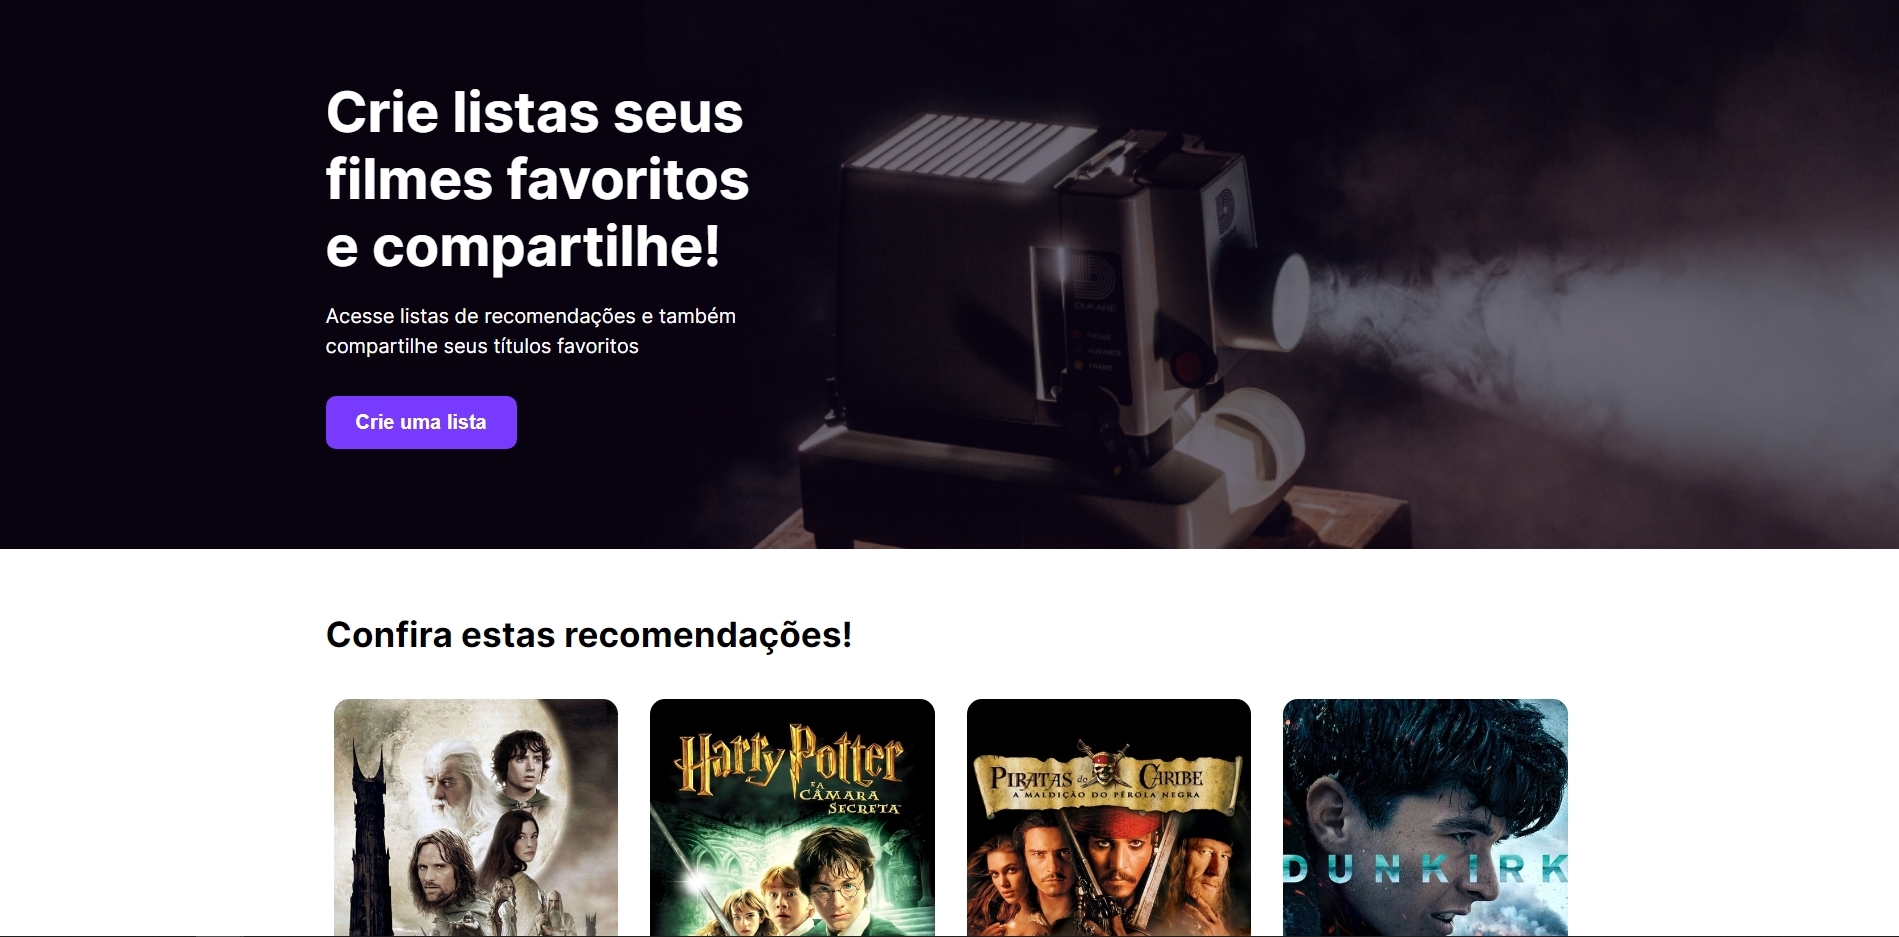 Crie listas seus
filmes favoritos
e compartilhe!
Acesse listas de recomendações e também
compartilhe seus títulos favoritos
Crie uma lista
DUKANE
Confira estas recomendações!
Harry Potter
E A
CÂMARA
SECRETA
PIRATAS do CARIBE
A MALDIÇÃO DO PÉROLA NEGRA
DUNKIRK